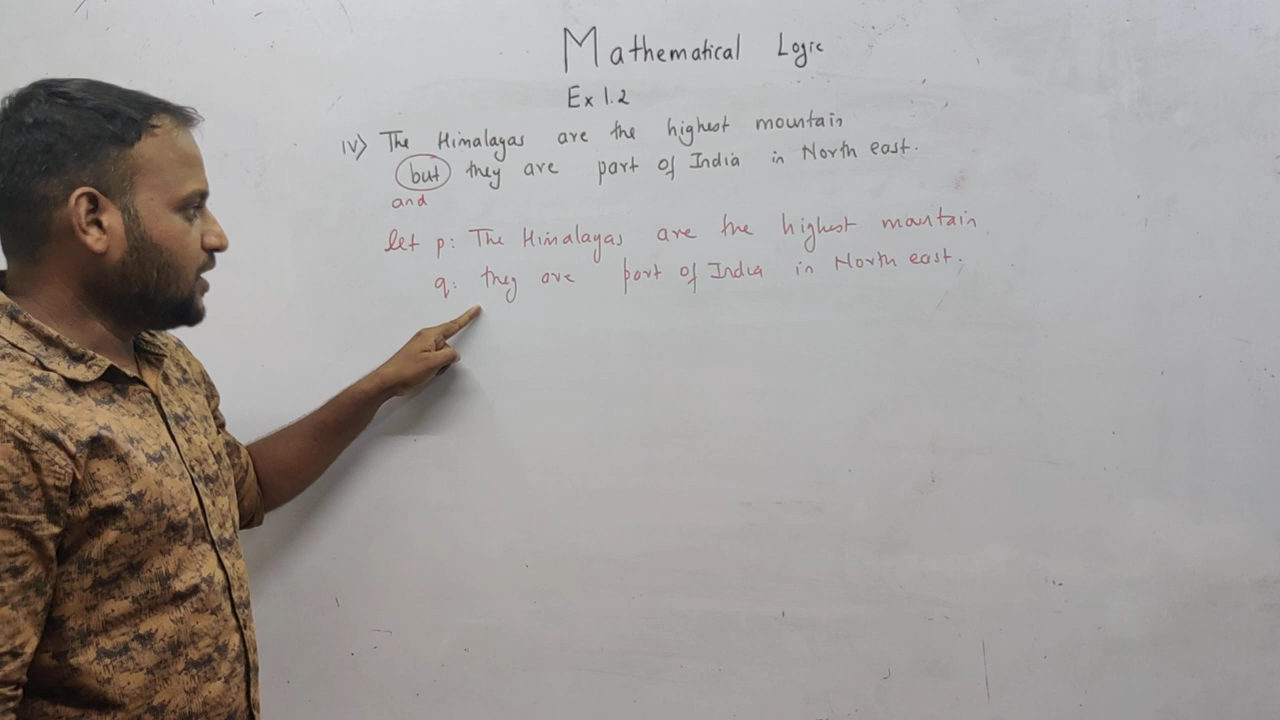 Mathematical Logic
Ex 1.2
iv) The Himalayas are the highest mountain
but they are part of India in North east.
and
let p: The Himalayas are the highest mountain
q: they are part of India in North east.